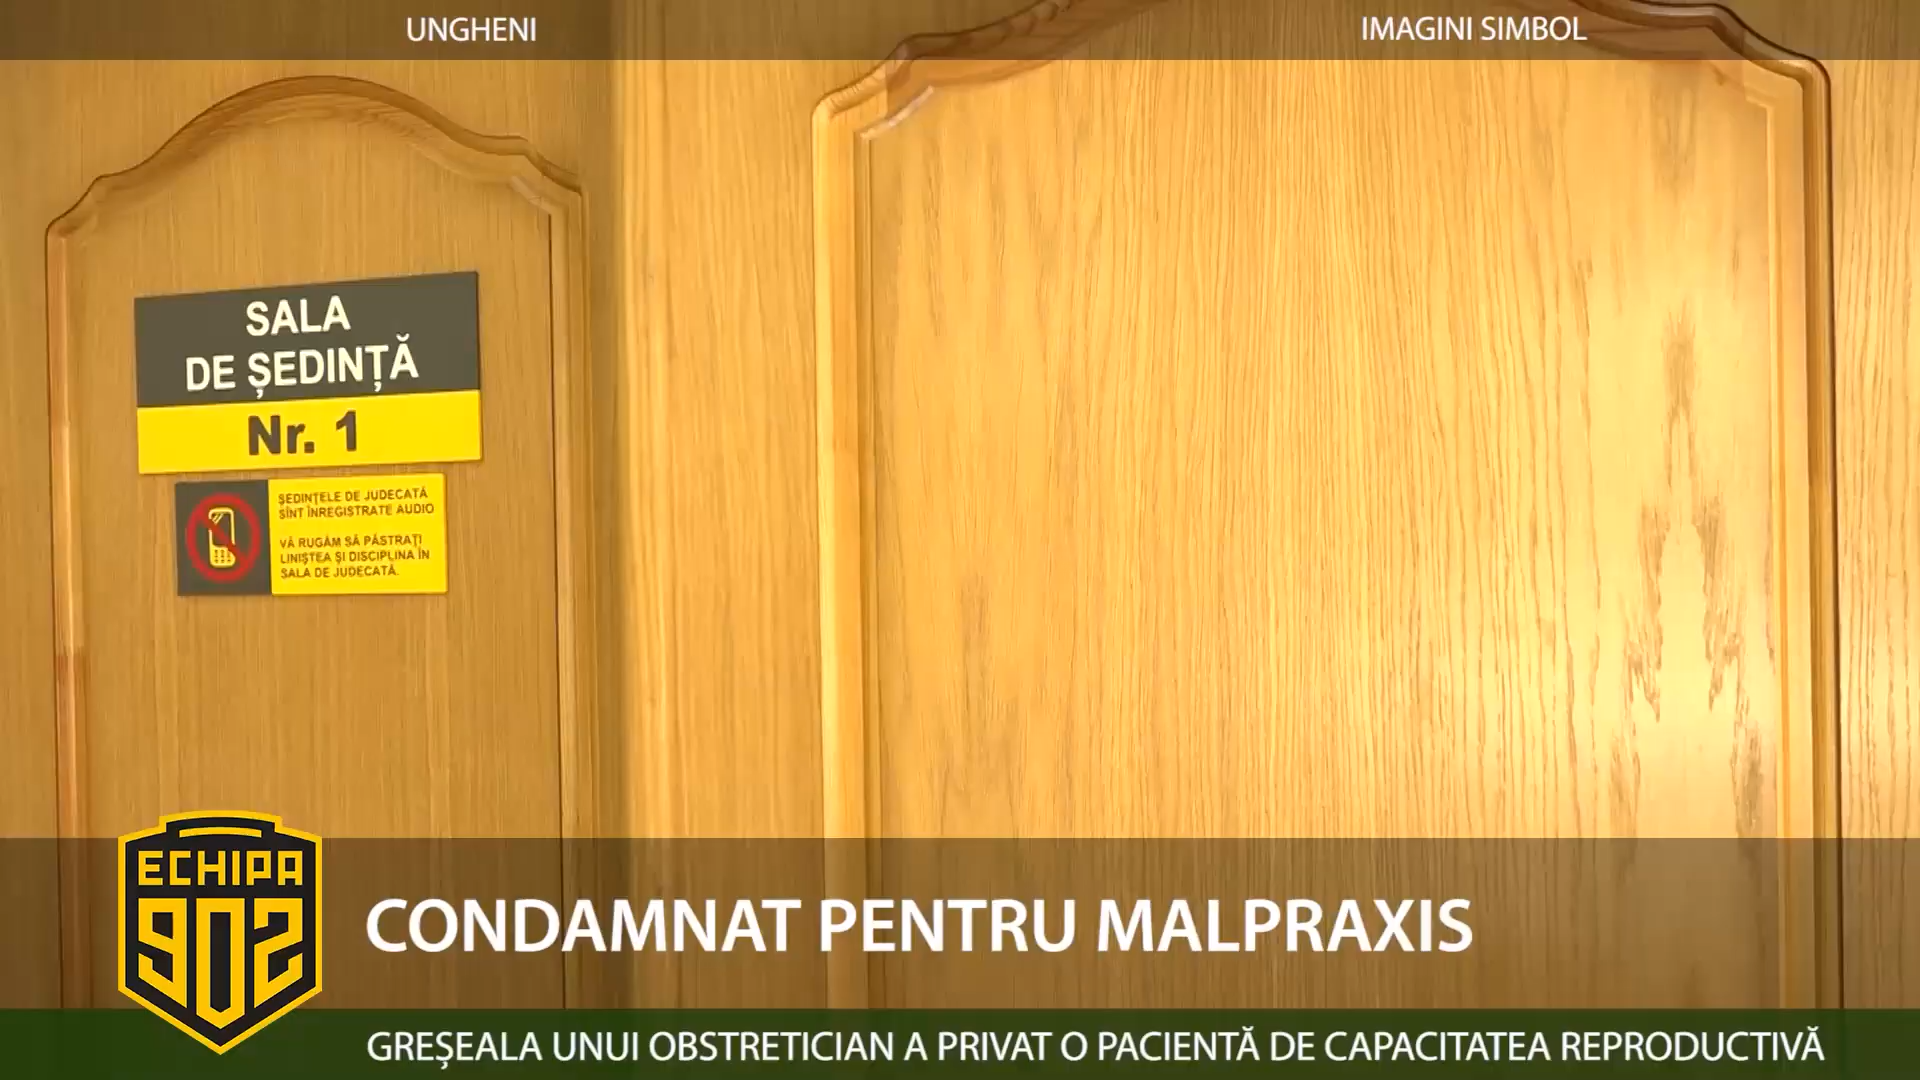 UNGHENI
IMAGINI SIMBOL
SALA
DE ȘEDINȚĂ
Nr. 1
ȘEDINȚELE DE JUDECATĂ
SÎNT ÎNREGISTRATE AUDIO
VĂ RUGĂM SĂ PĂSTRAȚI
LINIȘTEA ȘI DISCIPLINA ÎN
SALA DE JUDECATĂ.
ECHIPA
902
CONDAMNAT PENTRU MALPRAXIS
GREȘEALA UNUI OBSTRETICIAN A PRIVAT O PACIENTĂ DE CAPACITATEA REPRODUCTIVĂ